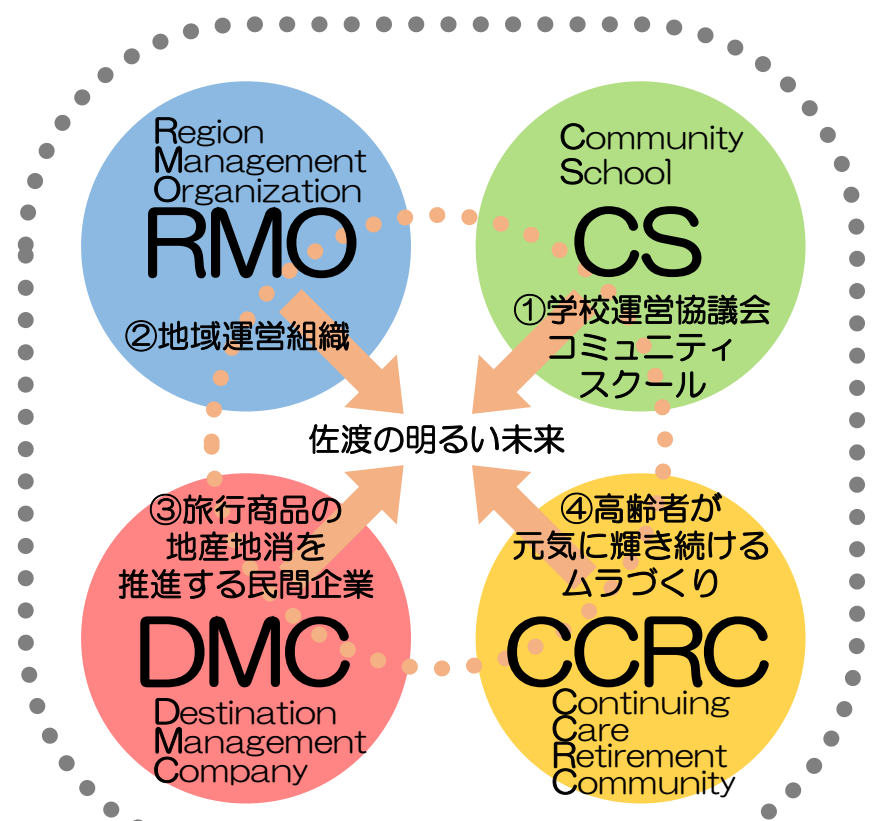 Region
Management
Organization
RMO
②地域運営組織
Community
School
CS
①学校運営協議会
コミュニティ
スクール
佐渡の明るい未来
③旅行商品の
地産地消を
推進する民間企業
DMC
Destination
Management
Company
④高齢者が
元気に輝き続ける
ムラづくり
CCRC
Continuing
Care
Retirement
Community